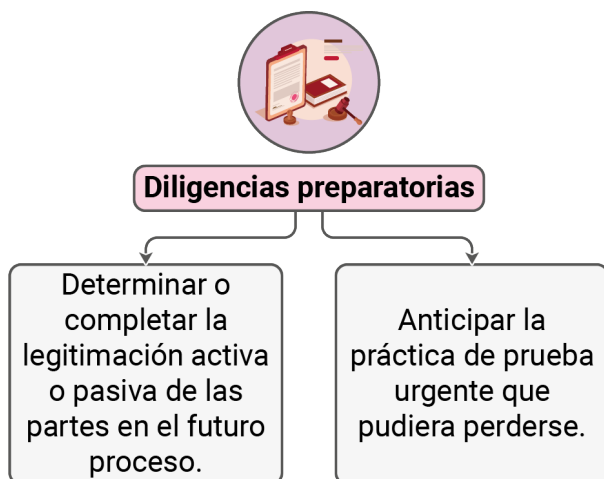 Diligencias preparatorias
Determinar o
completar la
legitimación activa
o pasiva de las
partes en el futuro
proceso.
Anticipar la
práctica de prueba
urgente que
pudiera perderse.